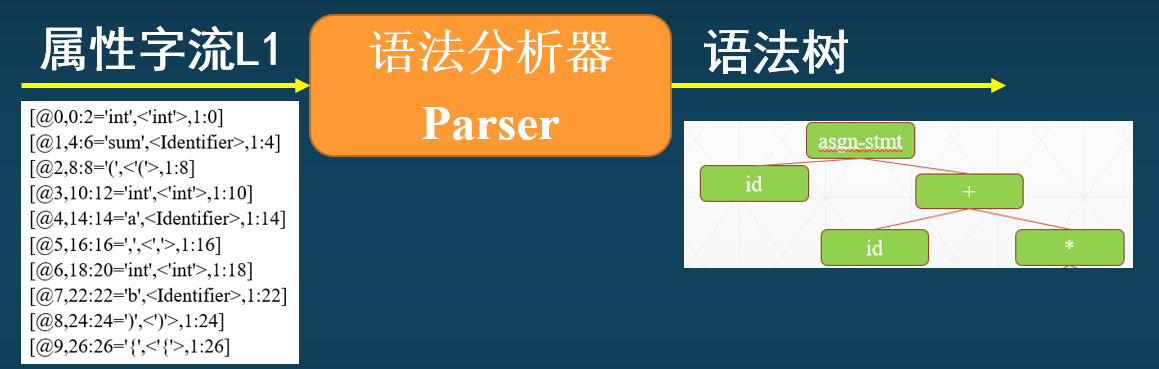 属性字流L1
语法分析器
Parser
语法树
[@0,0:2='int',<'int'>,1:0]
[@1,4:6='sum',<Identifier>,1:4]
[@2,8:8='(',<'('>,1:8]
[@3,10:12='int',<'int'>,1:10]
[@4,14:14='a',<Identifier>,1:14]
[@5,16:16=',',<','>,1:16]
[@6,18:20='int',<'int'>,1:18]
[@7,22:22='b',<Identifier>,1:22]
[@8,24:24=')',<')'>,1:24]
[@9,26:26='{',<'{'>,1:26]
asgn-stmt
id
+
id
*